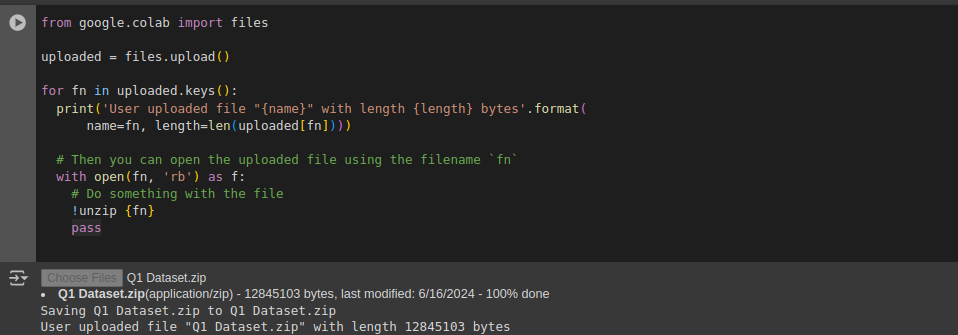 from google.colab import files
uploaded = files.upload()
for fn in uploaded.keys():
  print('User uploaded file "{name}" with length {length} bytes'.format(
      name=fn, length=len(uploaded[fn])))
  # Then you can open the uploaded file using the filename `fn`
  with open(fn, 'rb') as f:
    # Do something with the file
    !unzip {fn}
    pass
Choose Files Q1 Dataset.zip
• Q1 Dataset.zip(application/zip) - 12845103 bytes, last modified: 6/16/2024 - 100% done
Saving Q1 Dataset.zip to Q1 Dataset.zip
User uploaded file "Q1 Dataset.zip" with length 12845103 bytes